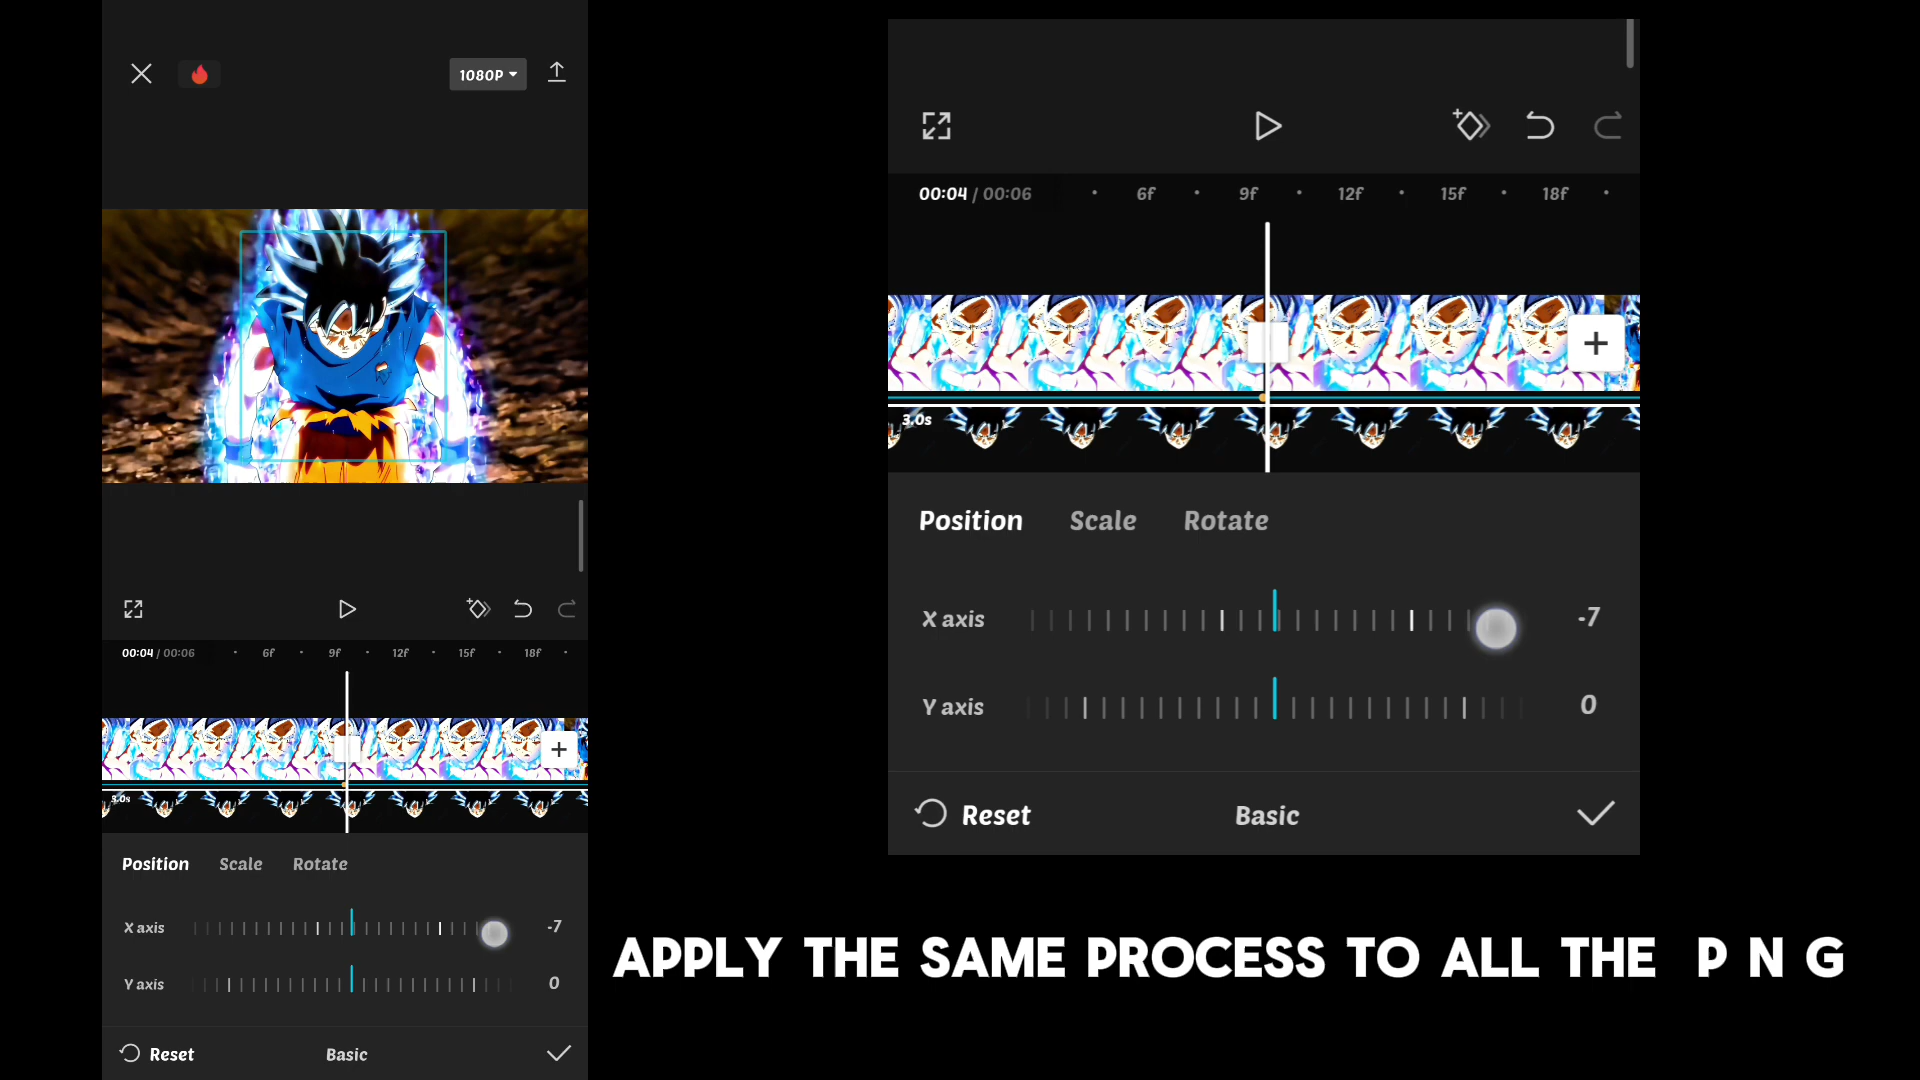 1080P
00:04 / 00:06 6f 9f 12f 15f 18f
3.0s
Position Scale Rotate
X axis -7
Y axis 0
Reset Basic
00:04 / 00:06 6f 9f 12f 15f 18f
3.0s
Position Scale Rotate
X axis -7
Y axis 0
Reset Basic
APPLY THE SAME PROCESS TO ALL THE P N G